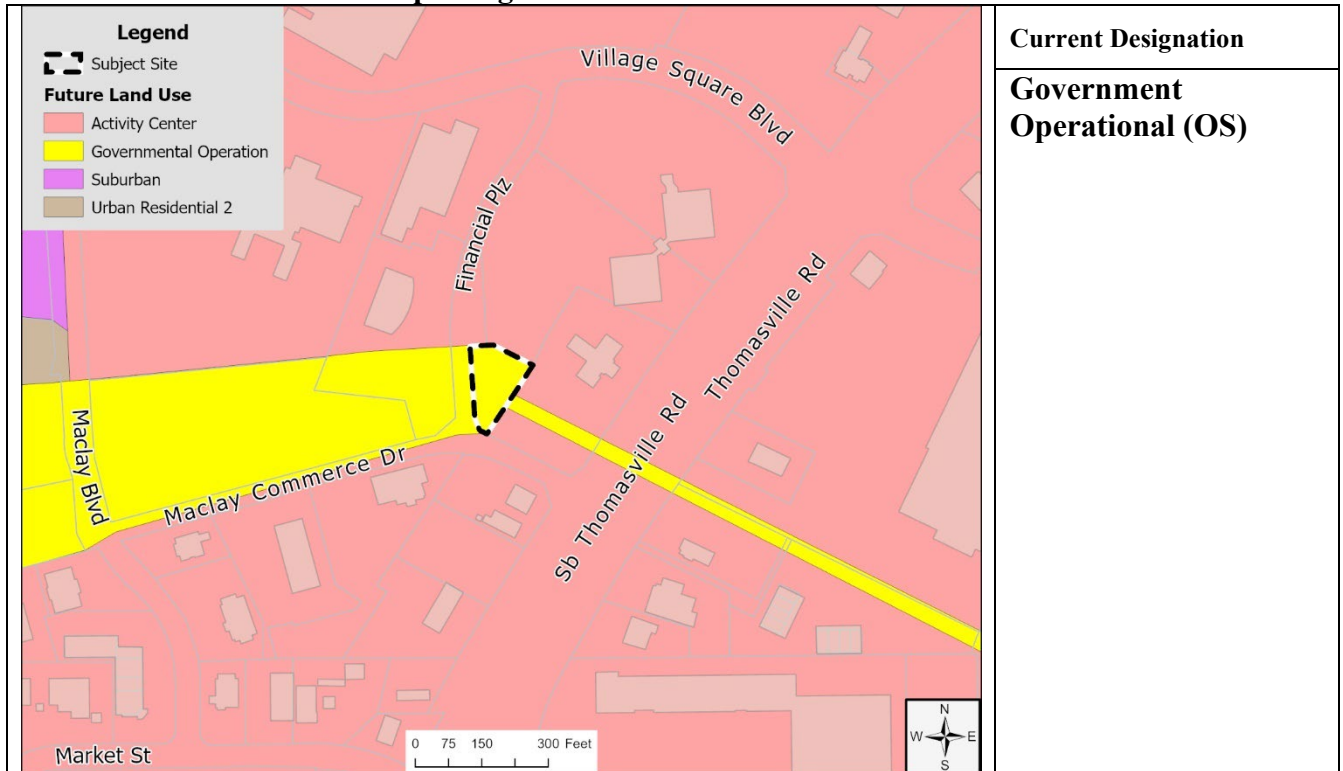 Legend
Subject Site
Future Land Use
Activity Center
Governmental Operation
Suburban
Urban Residential 2
Current Designation
Government
Operational (OS)
Village Square Blvd
Financial Plz
Thomasville Rd
Sb Thomasville Rd
Maclay Blvd
Maclay Commerce Dr
Market St
0 75 150 300 Feet
N
W E
S